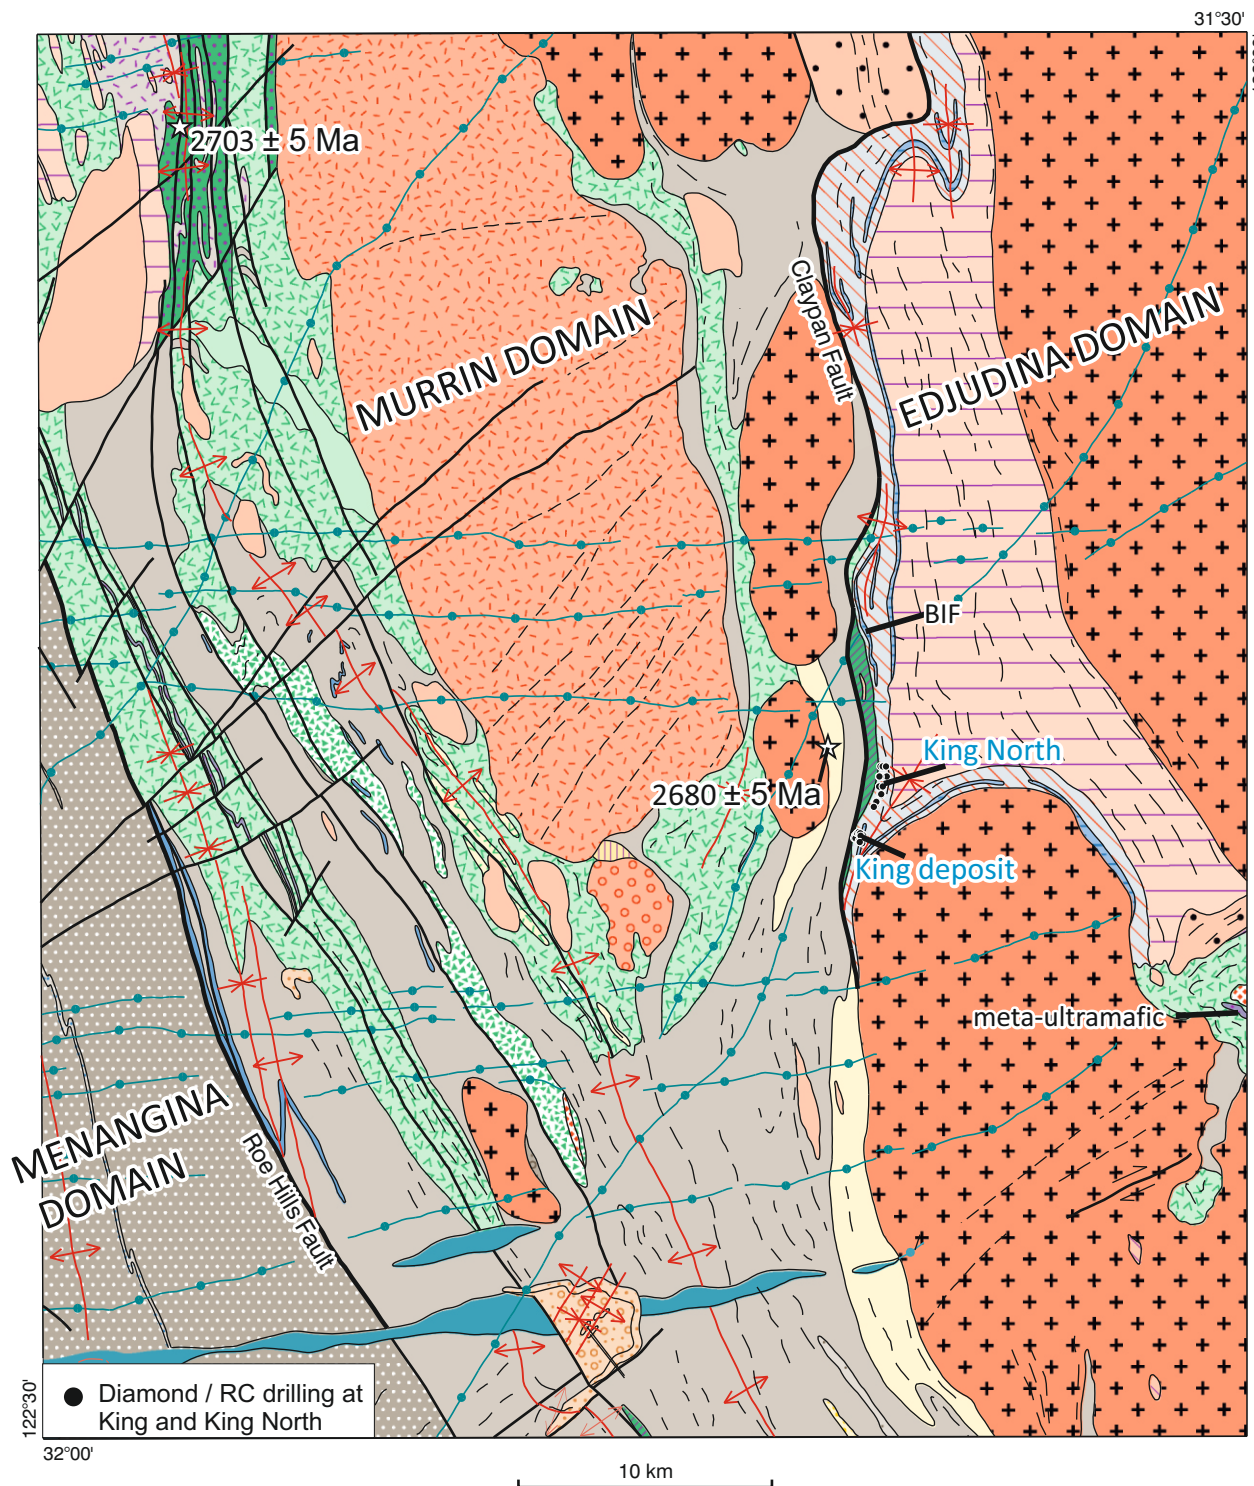 31°30'
2703 ± 5 Ma
Claypan Fault
MURRIN DOMAIN
EDJUDINA DOMAIN
BIF
King North
2680 ± 5 Ma
King deposit
meta-ultramafic
MENANGINA
DOMAIN
Roe Hills Fault
122°30'
Diamond / RC drilling at
King and King North
32°00'
10 km